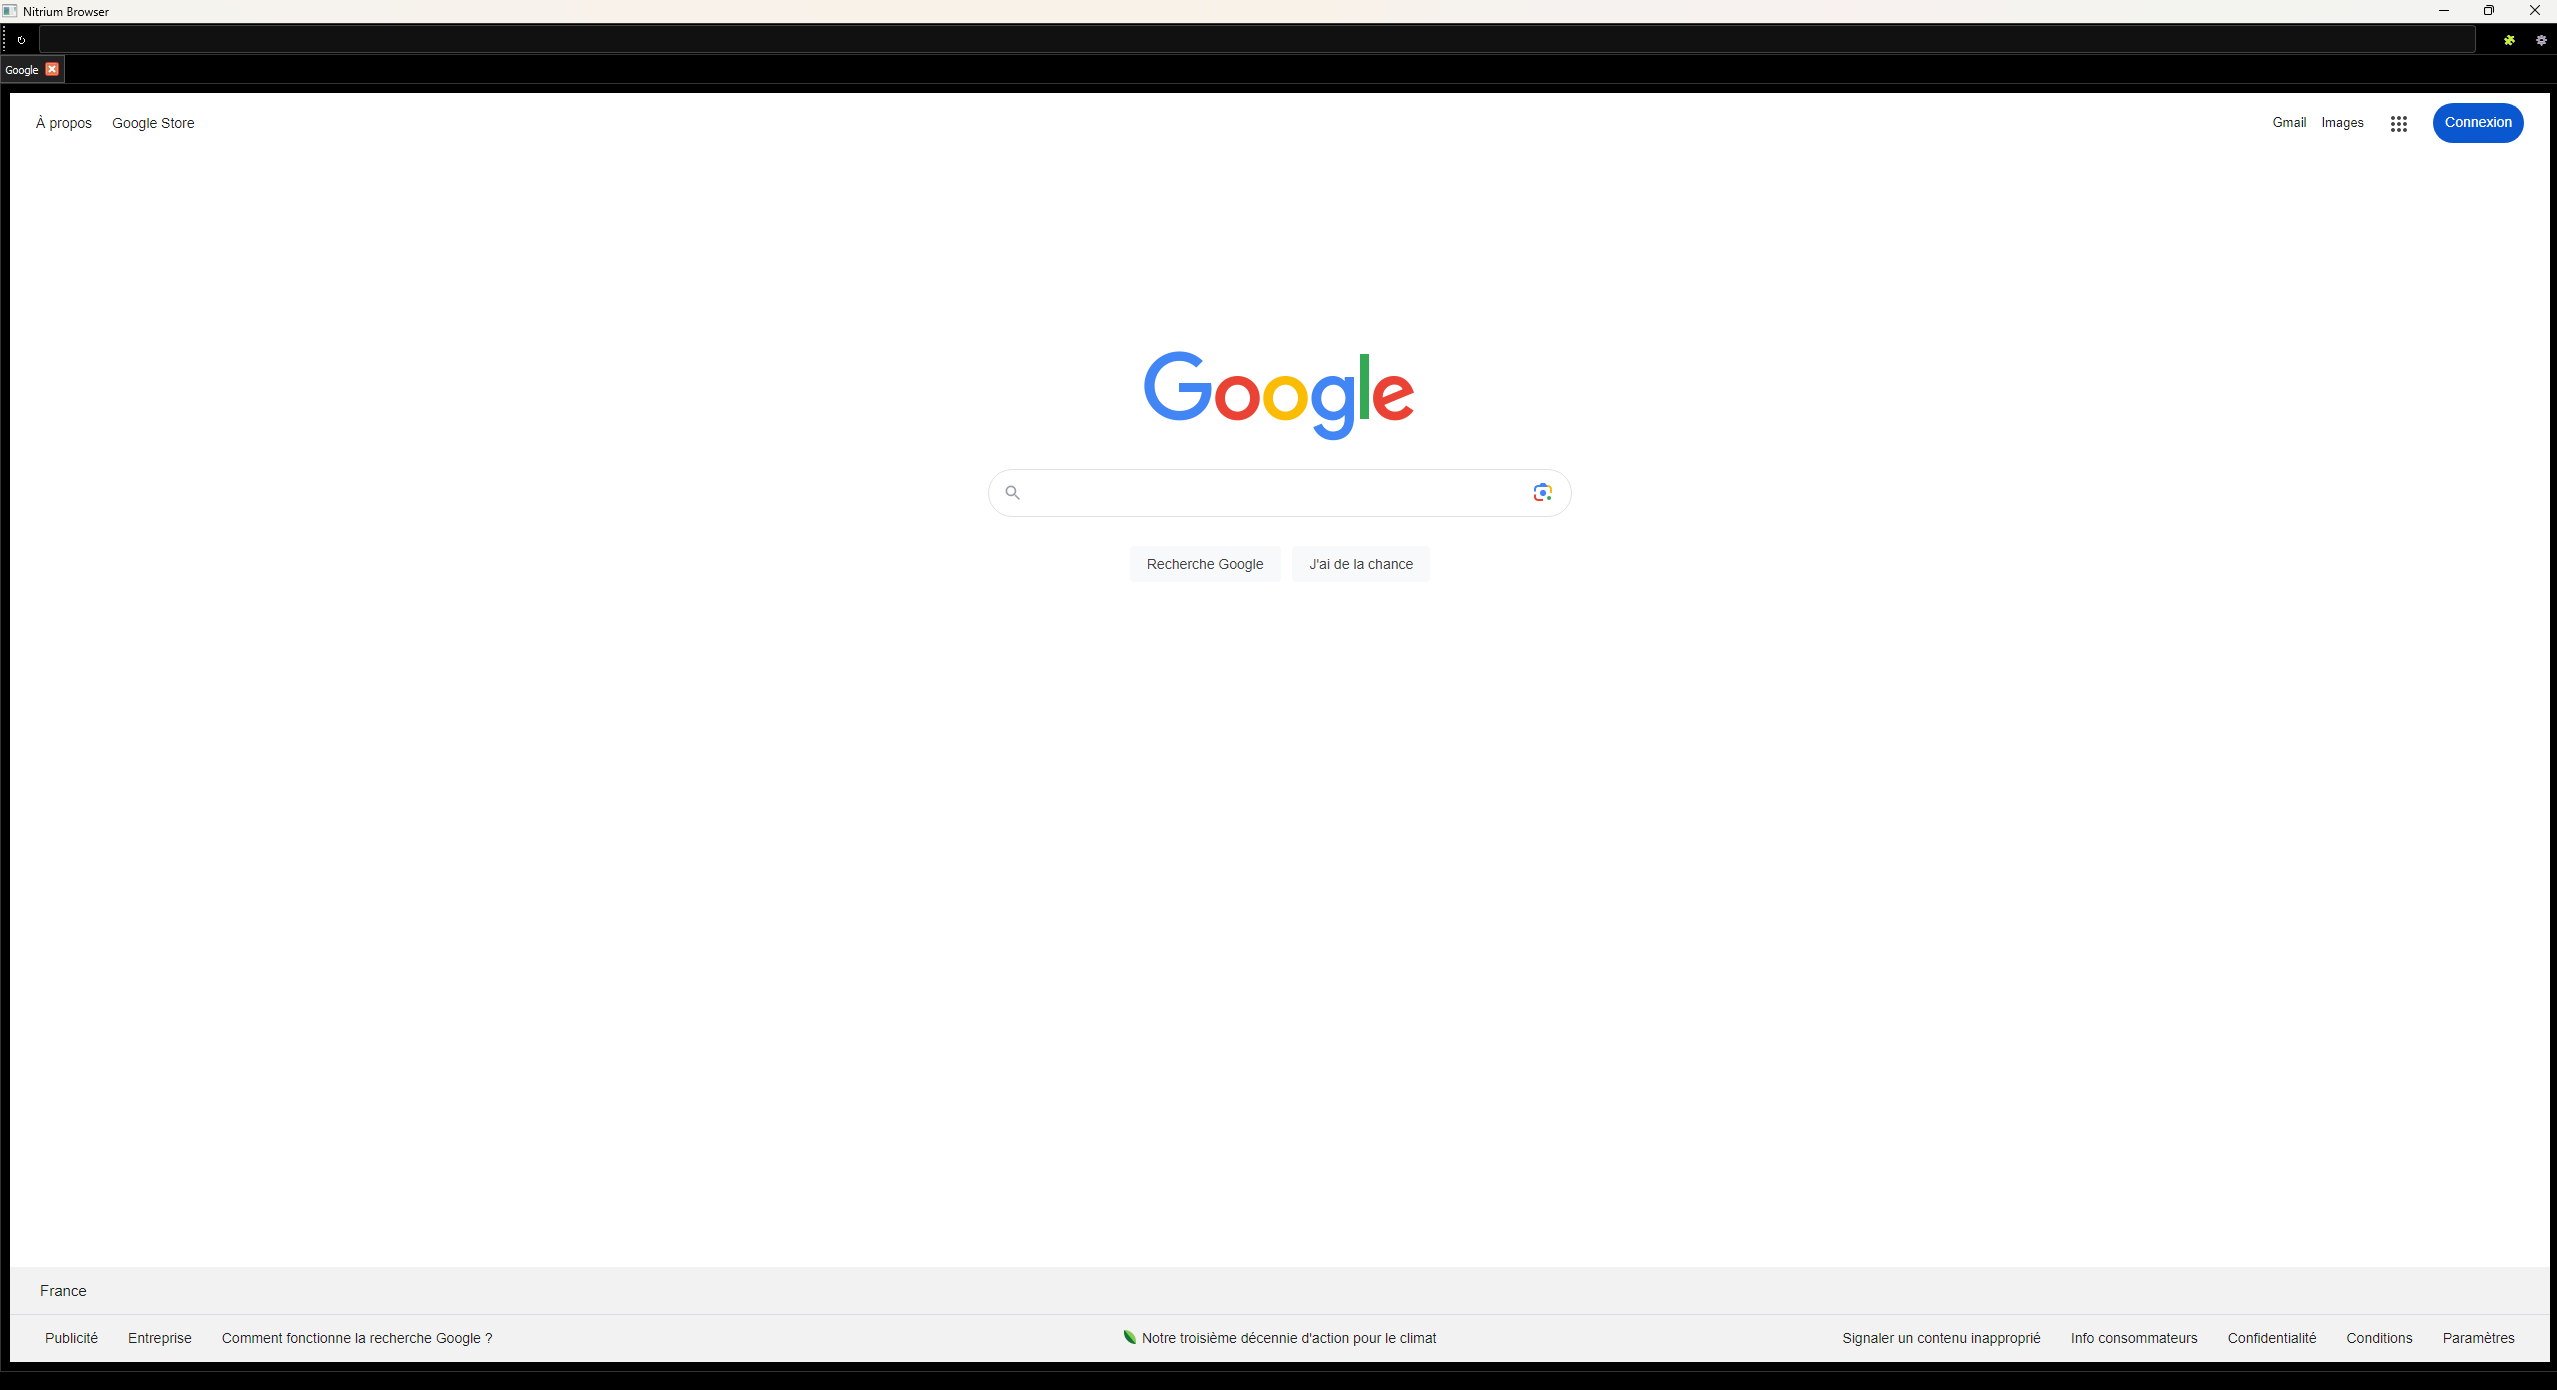 Nitrium Browser
Google
À propos Google Store
Gmail Images Connexion
Google
Recherche Google J'ai de la chance
France
Publicité Entreprise Comment fonctionne la recherche Google ?
Notre troisième décennie d'action pour le climat
Signaler un contenu inapproprié Info consommateurs Confidentialité Conditions Paramètres